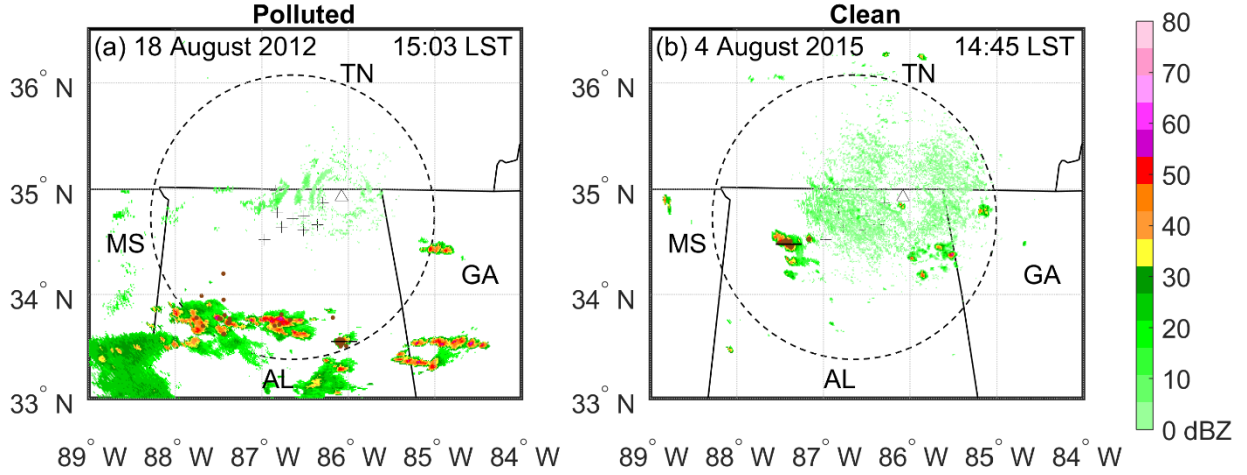 Polluted
(a) 18 August 2012 15:03 LST
TN
MS
GA
AL
36° N
35° N
34° N
33° N
89° W 88° W 87° W 86° W 85° W 84° W
Clean
(b) 4 August 2015 14:45 LST
TN
MS
GA
AL
36° N
35° N
34° N
33° N
89° W 88° W 87° W 86° W 85° W 84° W
80
70
60
50
40
30
20
10
0 dBZ